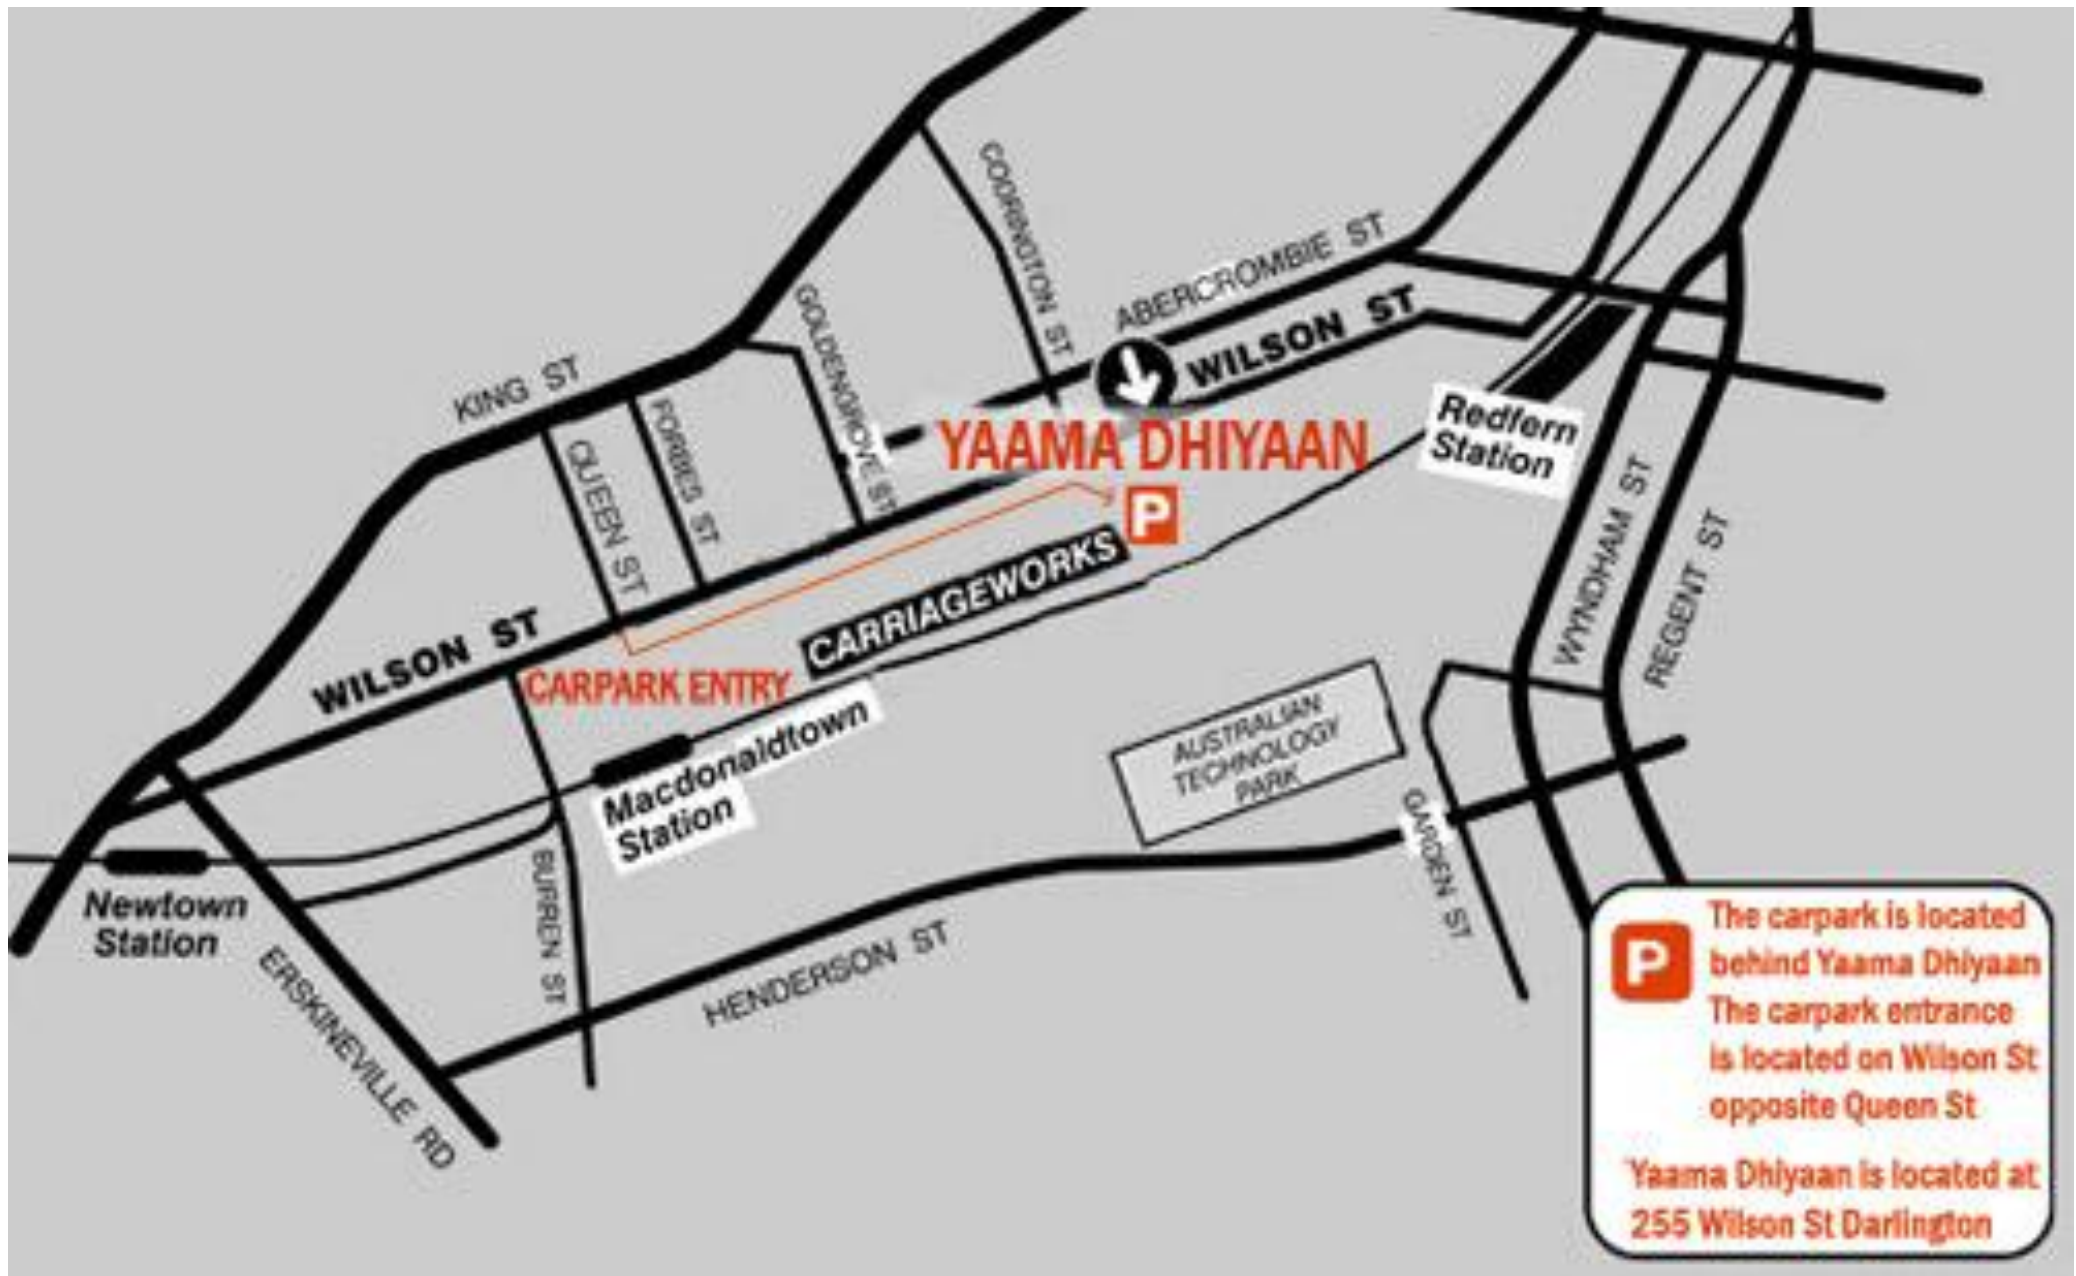 CODRINGTON ST
ABERCROMBIE ST
GOLDENGROVE ST
WILSON ST
KING ST
FORBES ST
QUEEN ST
YAAMA DHIYAAN
Redfern
Station
P
WYNDHAM ST
REGENT ST
CARRIAGEWORKS
WILSON ST
CARPARK ENTRY
Macdonaldtown
Station
AUSTRALIAN
TECHNOLOGY
PARK
GARDEN ST
BURREN ST
Newtown
Station
HENDERSON ST
ERSKINEVILLE RD
P
The carpark is located
behind Yaama Dhiyaan
The carpark entrance
is located on Wilson St
opposite Queen St
Yaama Dhiyaan is located at
255 Wilson St Darlington